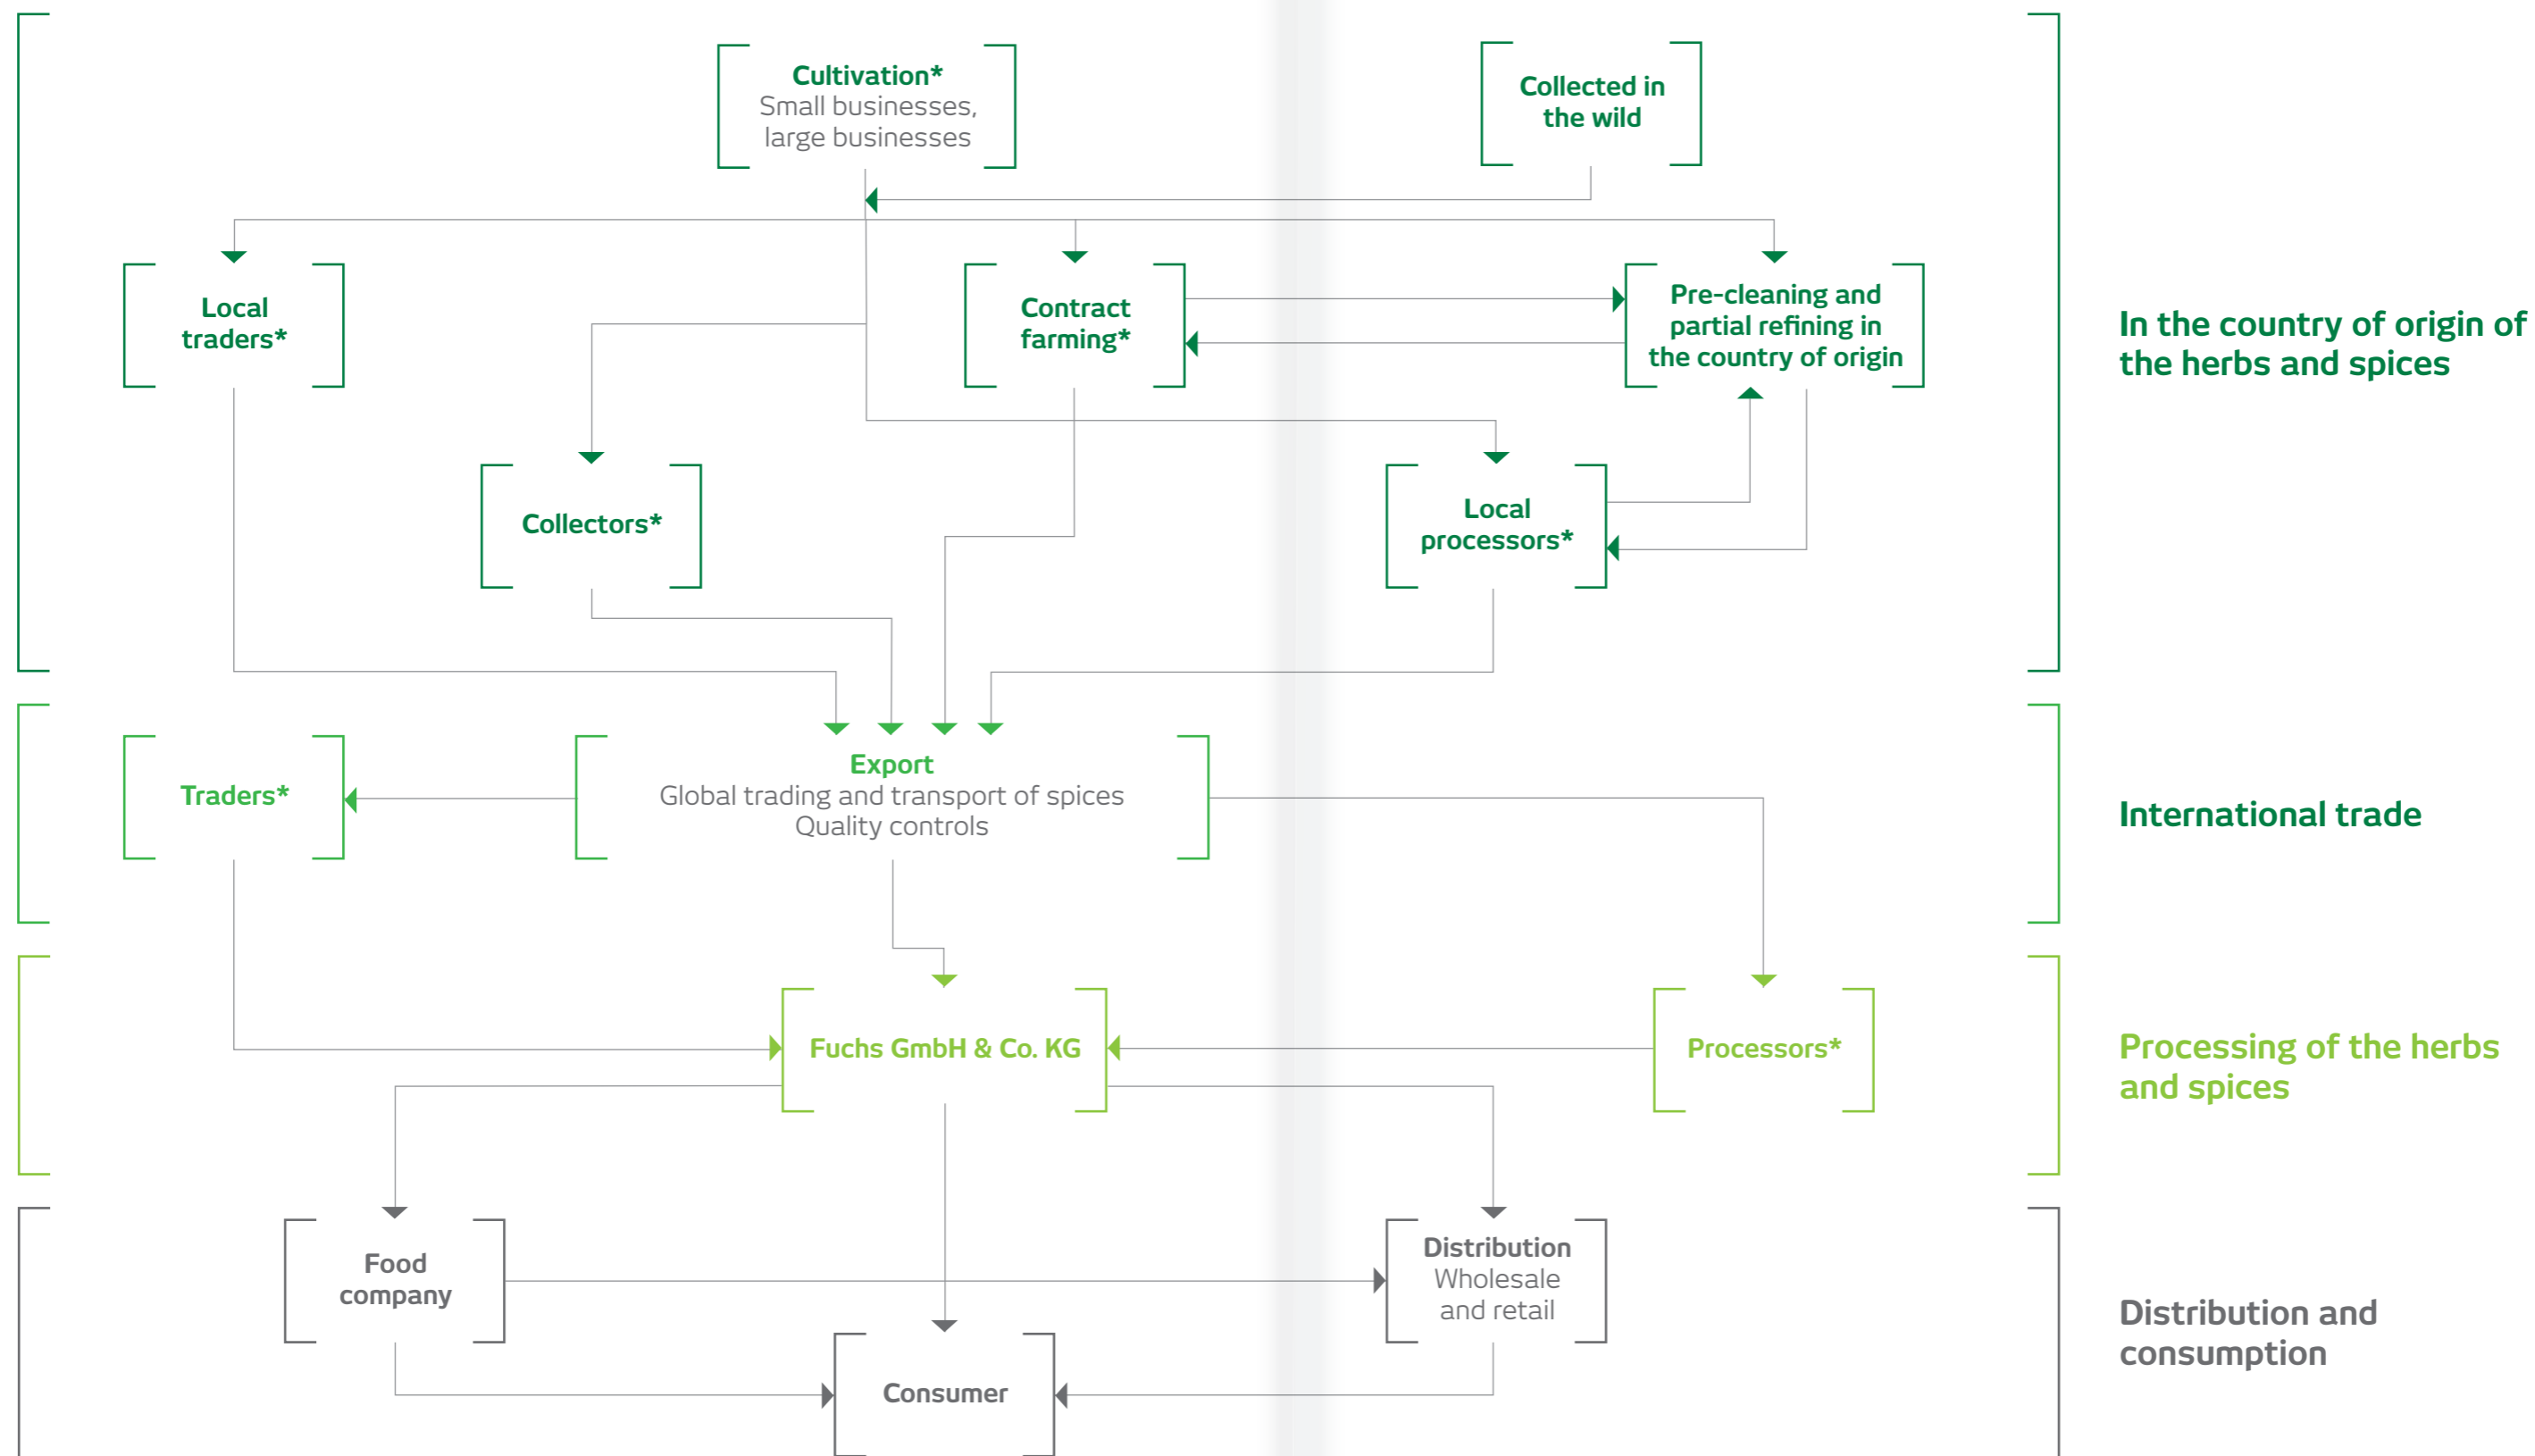 Cultivation*
Small businesses,
large businesses
Collected in
the wild
Local
traders*
Contract
farming*
Pre-cleaning and
partial refining in
the country of origin
In the country of origin of
the herbs and spices
Collectors*
Local
processors*
Traders*
Export
Global trading and transport of spices
Quality controls
International trade
Fuchs GmbH & Co. KG
Processors*
Processing of the herbs
and spices
Food
company
Distribution
Wholesale
and retail
Distribution and
consumption
Consumer